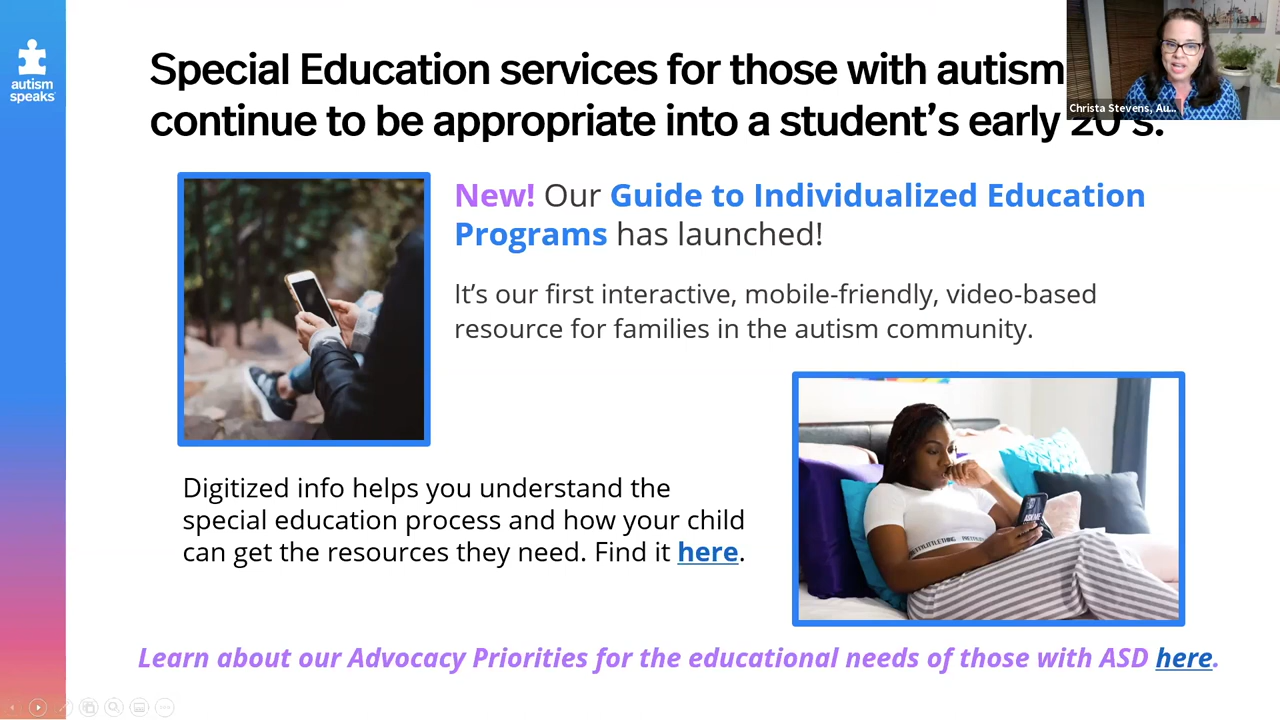 autism
speaks
Special Education services for those with autism
continue to be appropriate into a student’s early 20’s.
Christa Stevens, Au...
New! Our Guide to Individualized Education
Programs has launched!
It’s our first interactive, mobile-friendly, video-based
resource for families in the autism community.
Digitized info helps you understand the
special education process and how your child
can get the resources they need. Find it here.
Learn about our Advocacy Priorities for the educational needs of those with ASD here.